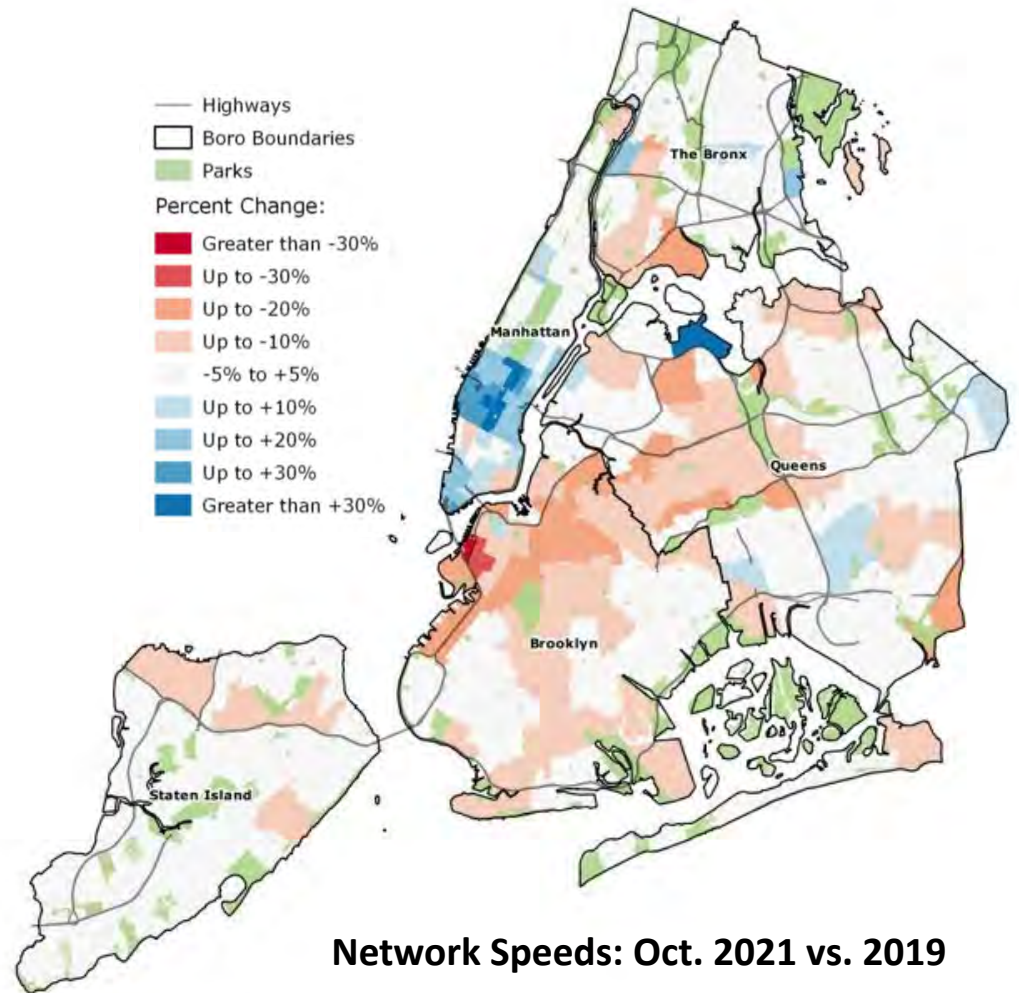 Highways
Boro Boundaries
Parks
Percent Change:
Greater than -30%
Up to -30%
Up to -20%
Up to -10%
-5% to +5%
Up to +10%
Up to +20%
Up to +30%
Greater than +30%
The Bronx
Manhattan
Queens
Brooklyn
Staten Island
Network Speeds: Oct. 2021 vs. 2019